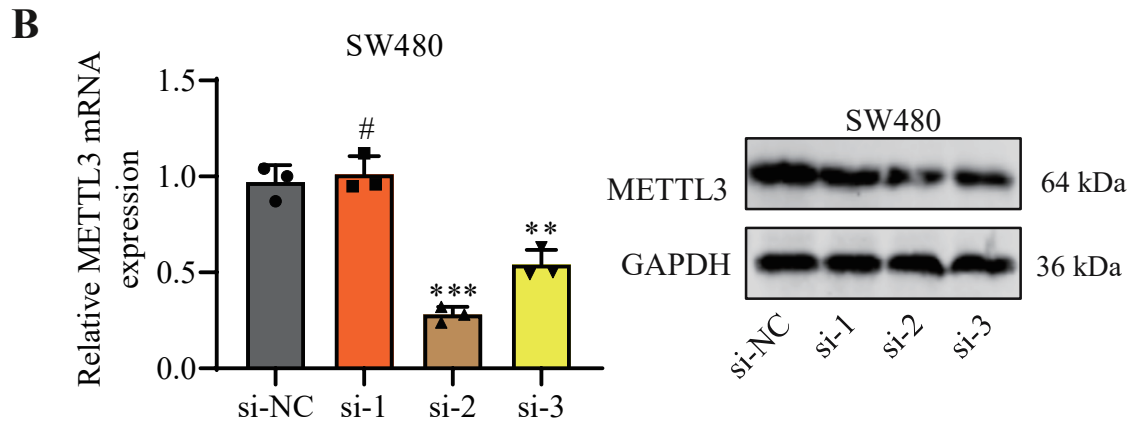 B
SW480
Relative METTL3 mRNA
expression
1.5
1.0
0.5
0.0
#
***
**
si-NC si-1 si-2 si-3
SW480
METTL3
64 kDa
GAPDH
36 kDa
si-NC si-1 si-2 si-3